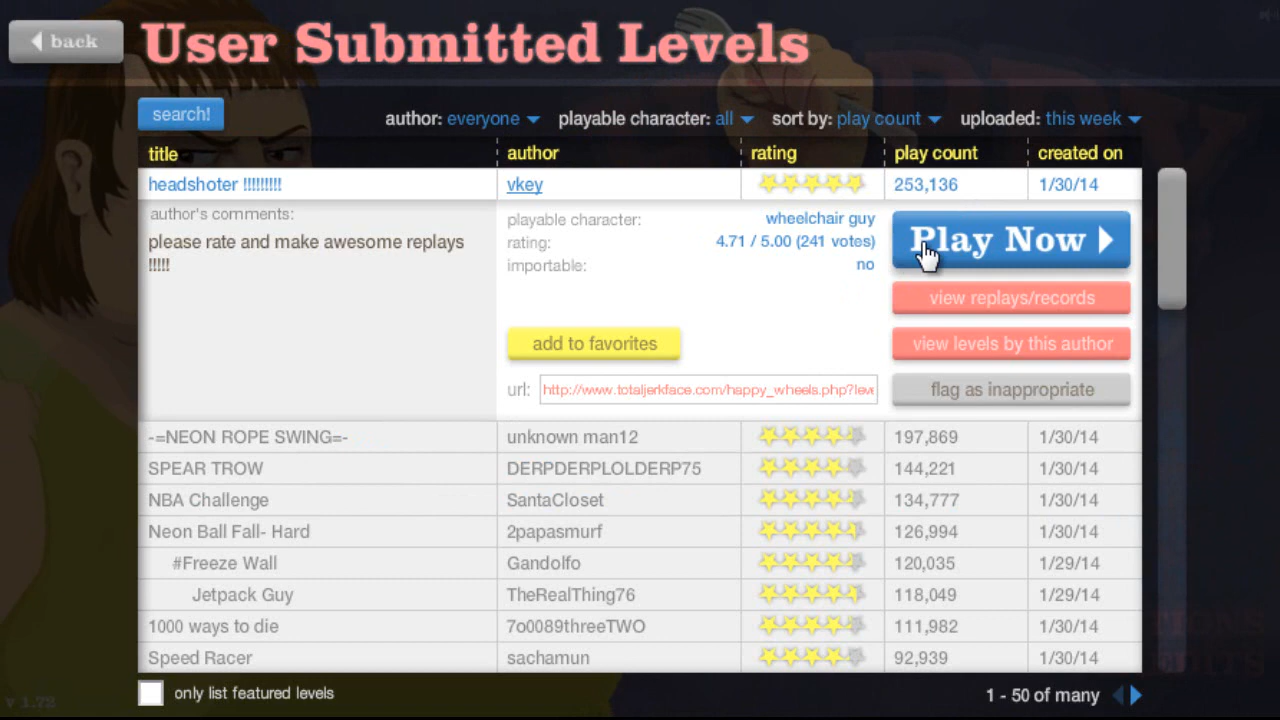 back
User Submitted Levels
search!
author: everyone playable character: all sort by: play count uploaded: this week
title author rating play count created on
headshoter !!!!!!!!! vkey 253,136 1/30/14
author's comments:
please rate and make awesome replays
!!!!!
playable character: wheelchair guy
rating: 4.71 / 5.00 (241 votes)
importable: no
Play Now
view replays/records
add to favorites
view levels by this author
url: http://www.totaljerkface.com/happy_wheels.php?leve
flag as inappropriate
-=NEON ROPE SWING=- unknown man12 197,869 1/30/14
SPEAR TROW DERPDERPLOLDERP75 144,221 1/30/14
NBA Challenge SantaCloset 134,777 1/30/14
Neon Ball Fall- Hard 2papasmurf 126,994 1/30/14
#Freeze Wall Gandolfo 120,035 1/29/14
Jetpack Guy TheRealThing76 118,049 1/29/14
1000 ways to die 7o0089threeTWO 111,982 1/30/14
Speed Racer sachamun 92,939 1/30/14
only list featured levels
1 - 50 of many
v 1.72